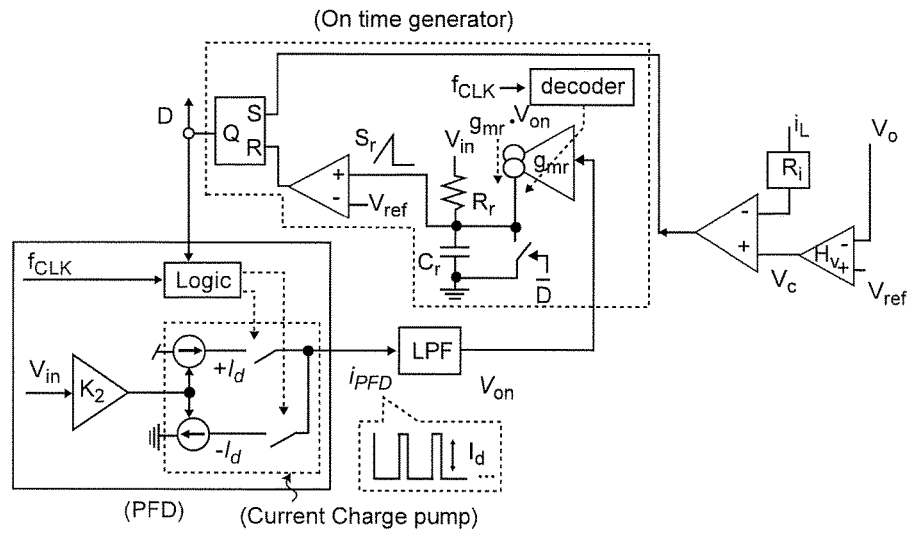 (On time generator)
f_CLK
decoder
g_mr · V_on
D
S
Q
R
S_r
V_in
g_mr
i_L
V_o
R_i
+
-
V_ref
R_r
-
+
C_r
D̅
V_c
H_v
-
+
V_ref
f_CLK
Logic
V_in
K_2
+I_d
-I_d
i_PFD
LPF
V_on
I_d
...
(PFD)
(Current Charge pump)